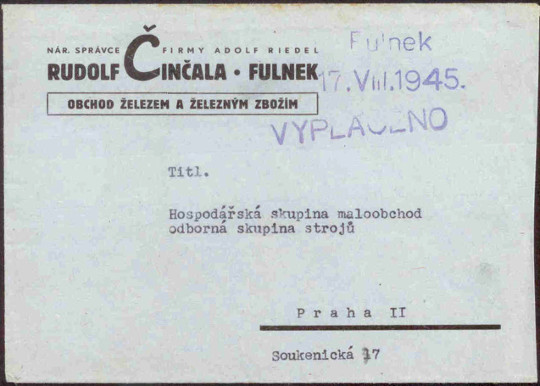 NÁR. SPRÁVCE FIRMY ADOLF RIEDEL
RUDOLF ČINČALA • FULNEK
OBCHOD ŽELEZEM A ŽELEZNÝM ZBOŽÍM
Fulnek
17.VIII.1945.
VYPLACENO
Titl.
Hospodářská skupina maloobchod
odborná skupina strojů
Praha II
Soukenická 17